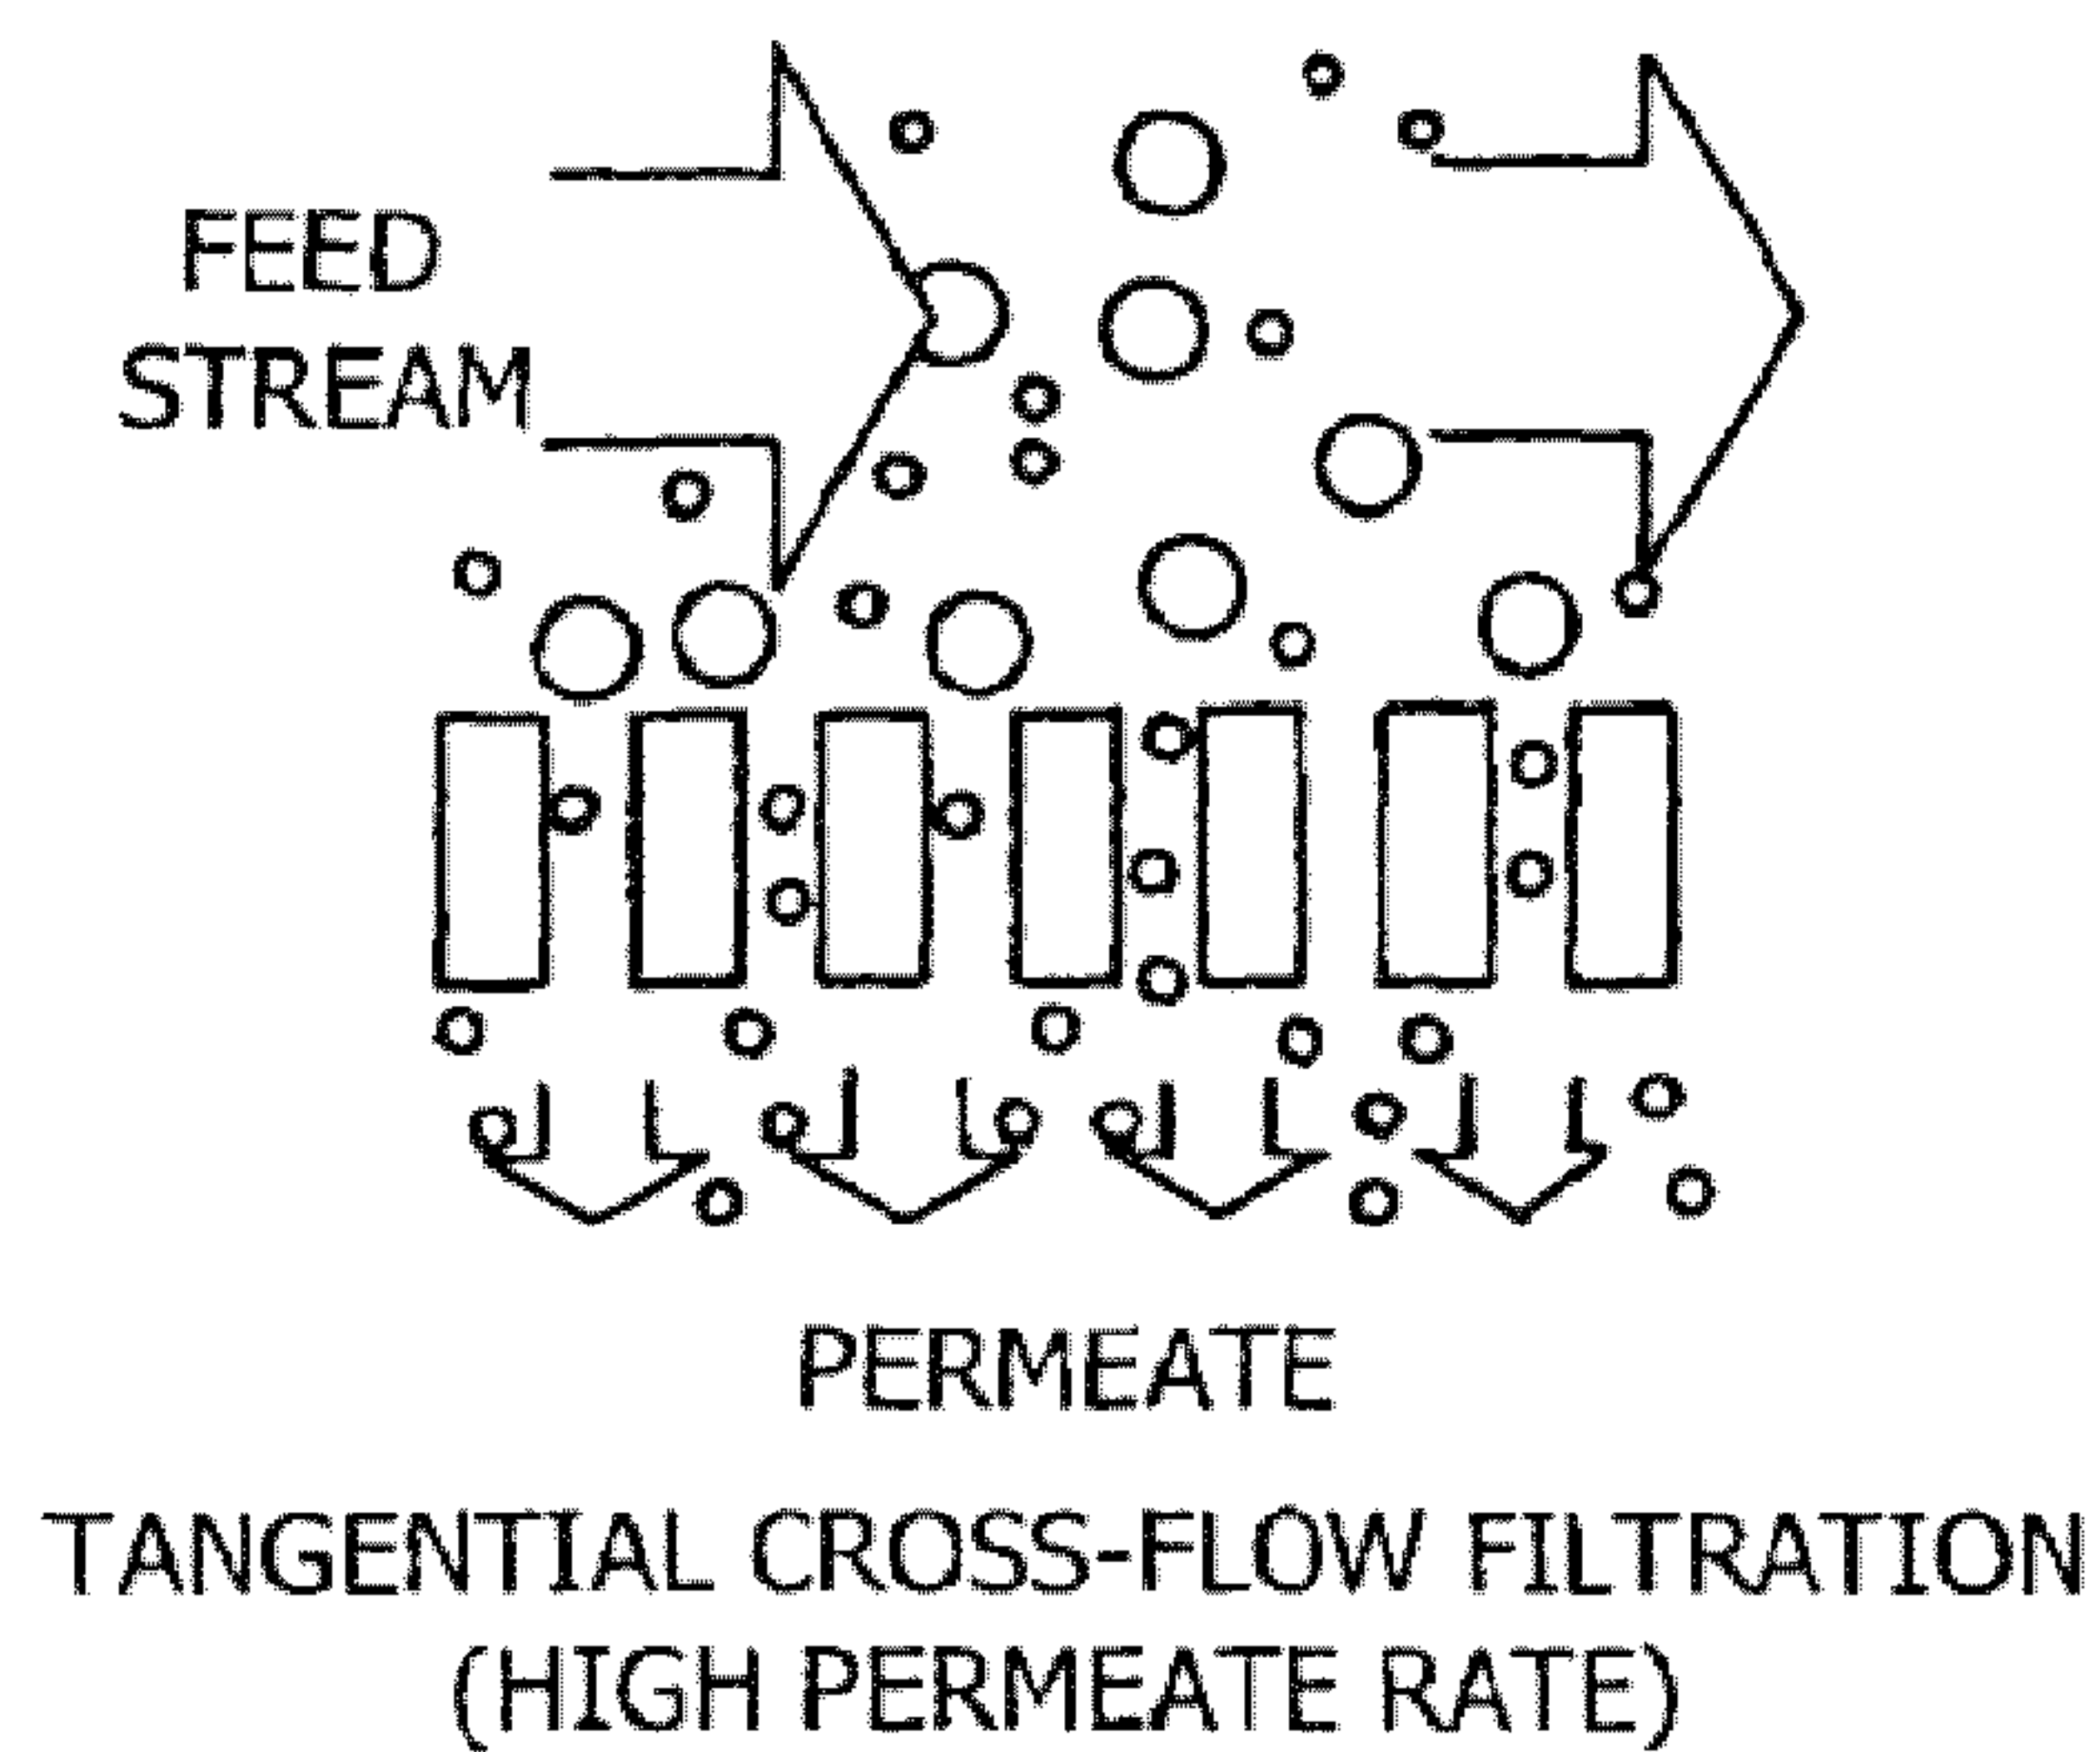 FEED
STREAM
PERMEATE
TANGENTIAL CROSS-FLOW FILTRATION
(HIGH PERMEATE RATE)